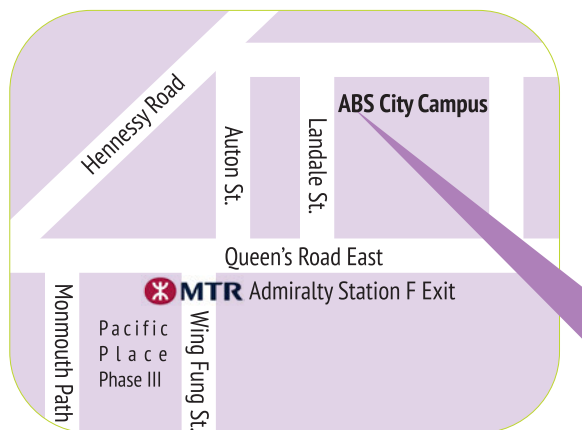 ABS City Campus
Hennessy Road
Auton St.
Landale St.
Queen's Road East
MTR Admiralty Station F Exit
Monmouth Path
Pacific
Place
Phase III
Wing Fung St.